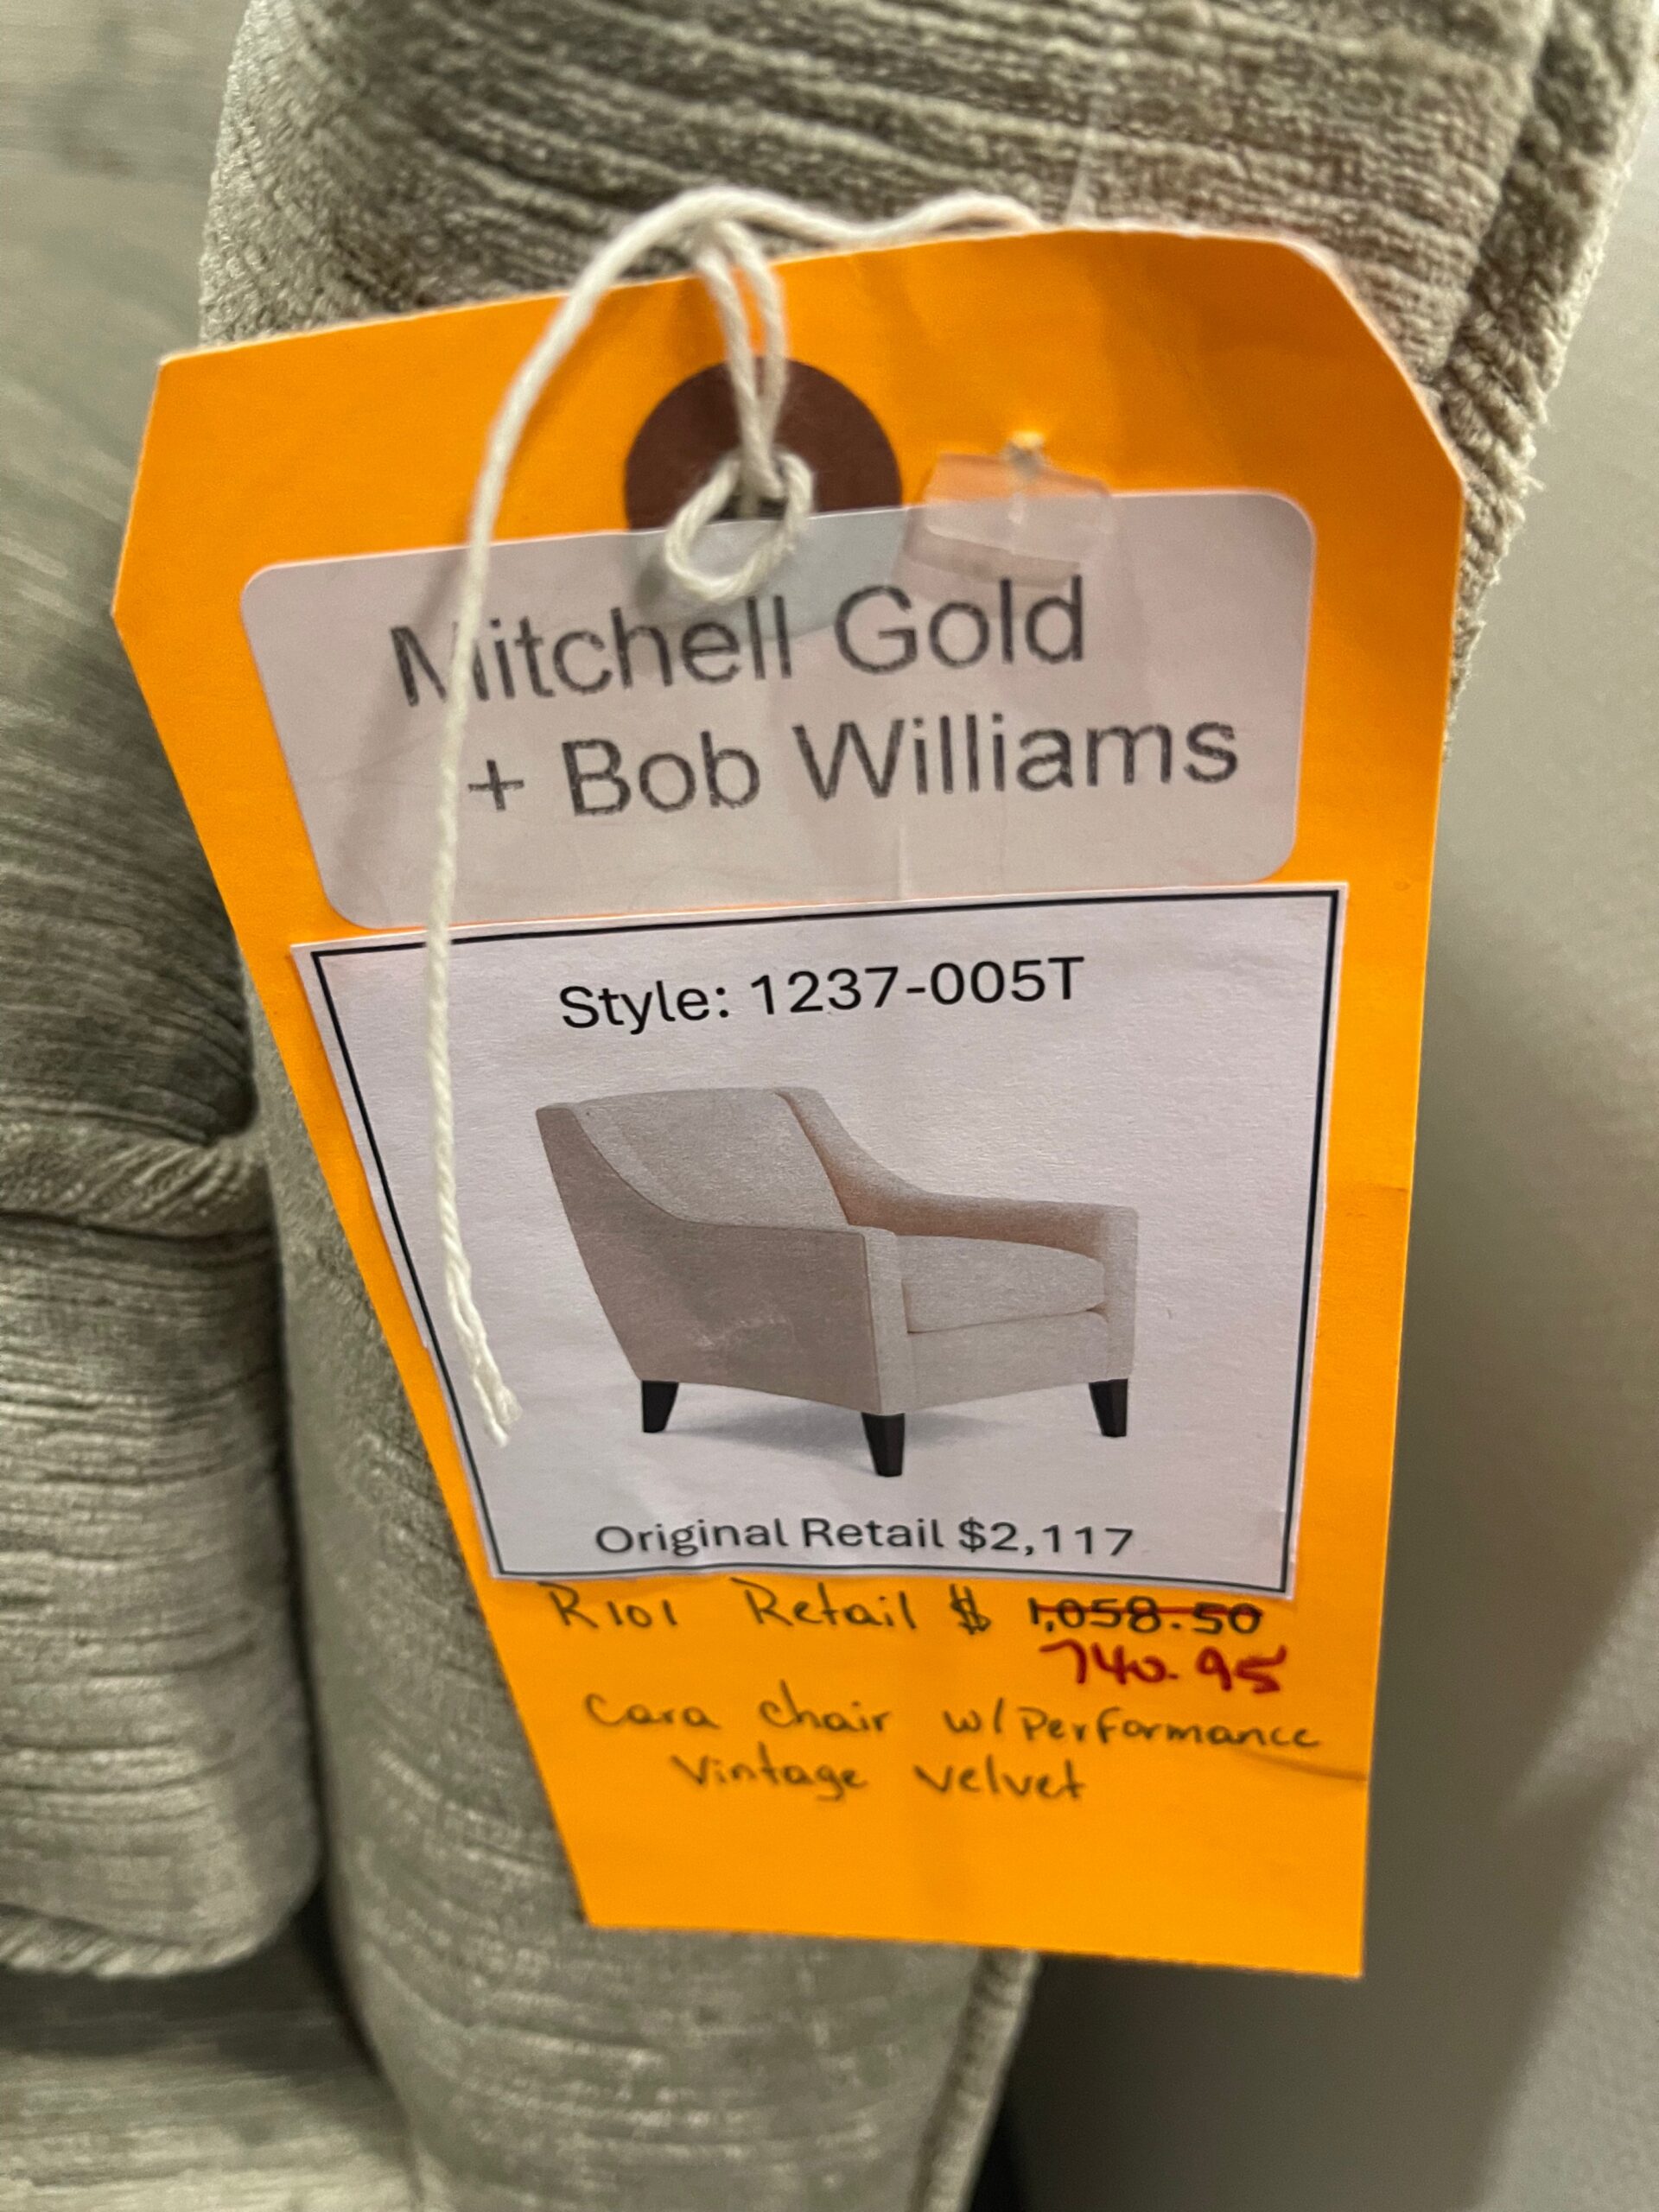 Mitchell Gold
+ Bob Williams
Style: 1237-005T
Original Retail $2,117
R101 Retail $ 1,058.50
740.95
Cara chair w/ Performance
Vintage Velvet